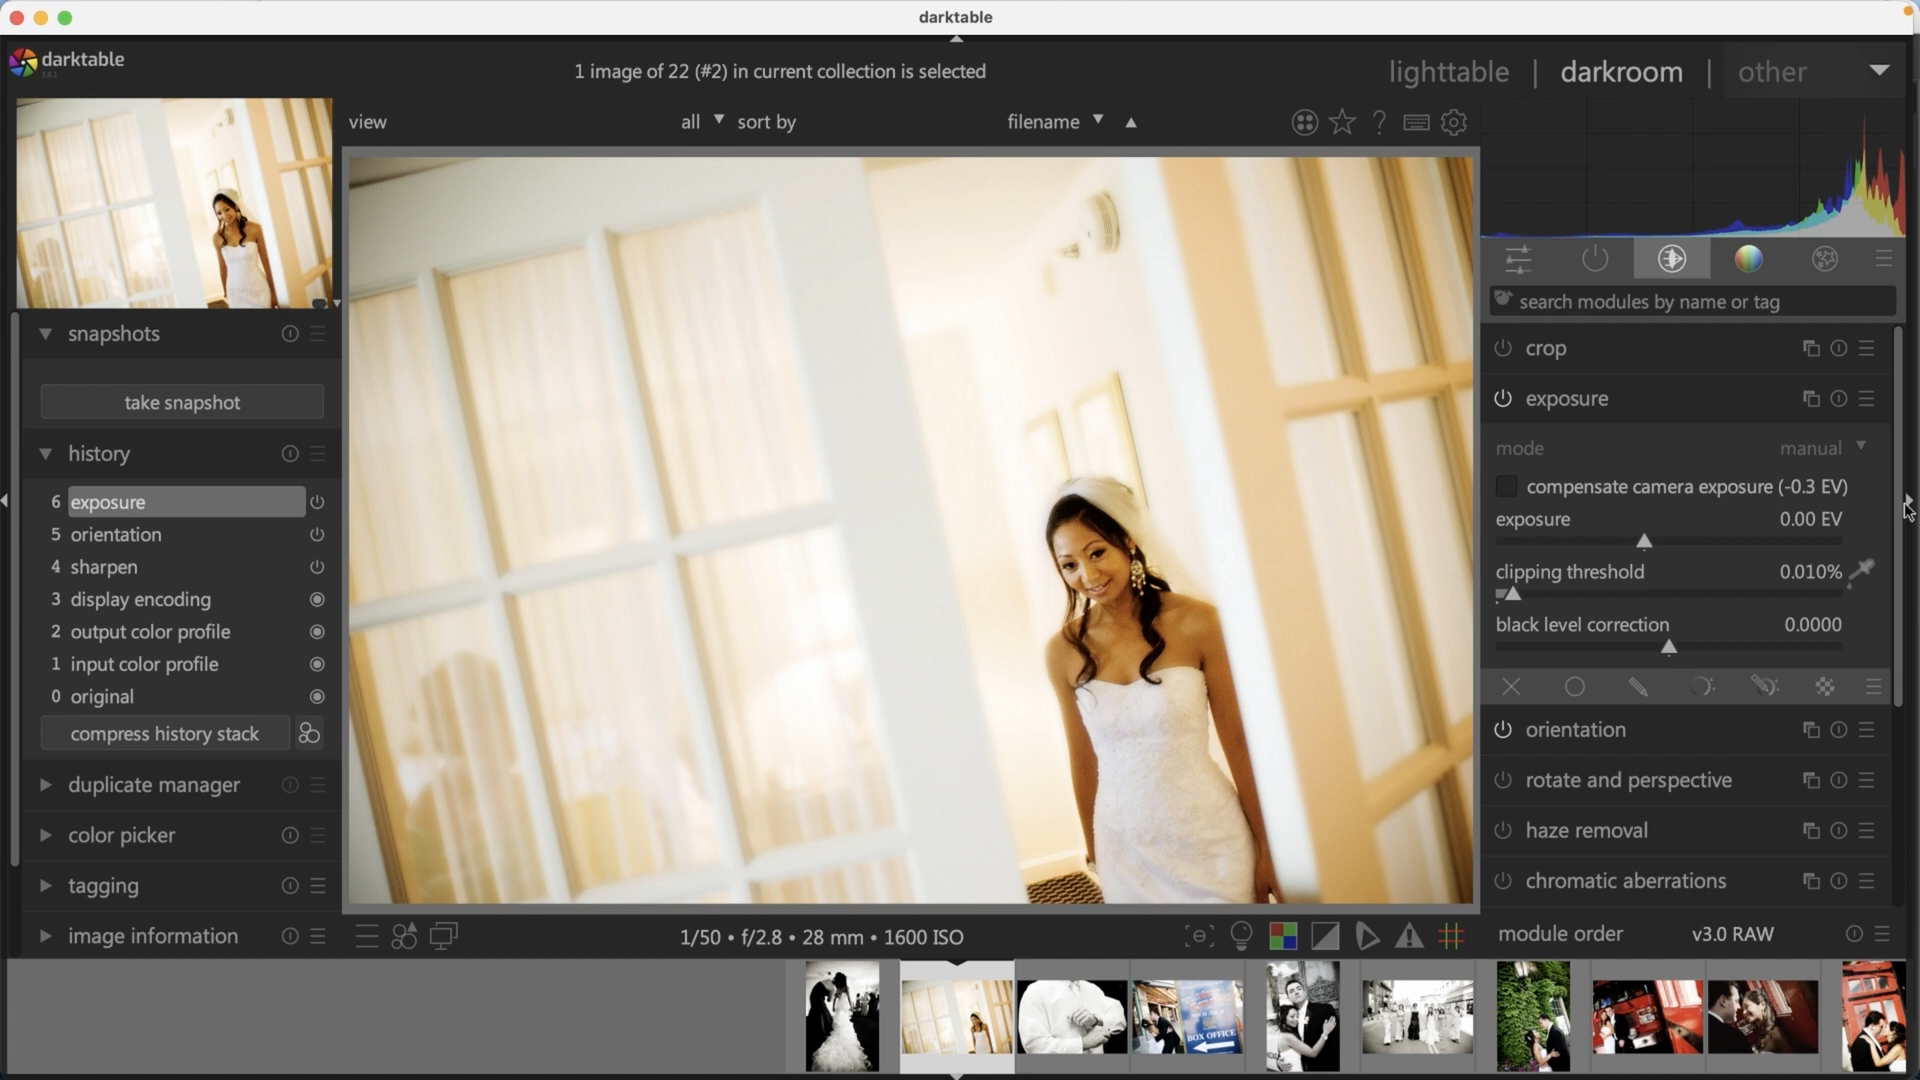 darktable
darktable
3.8.1
1 image of 22 (#2) in current collection is selected
lighttable | darkroom | other
view all sort by filename
search modules by name or tag
crop
exposure
mode manual
compensate camera exposure (-0.3 EV)
exposure 0.00 EV
clipping threshold 0.010%
black level correction 0.0000
orientation
rotate and perspective
haze removal
chromatic aberrations
module order v3.0 RAW
snapshots
take snapshot
history
6 exposure
5 orientation
4 sharpen
3 display encoding
2 output color profile
1 input color profile
0 original
compress history stack
duplicate manager
color picker
tagging
image information
1/50 • f/2.8 • 28 mm • 1600 ISO
BOX OFFICE